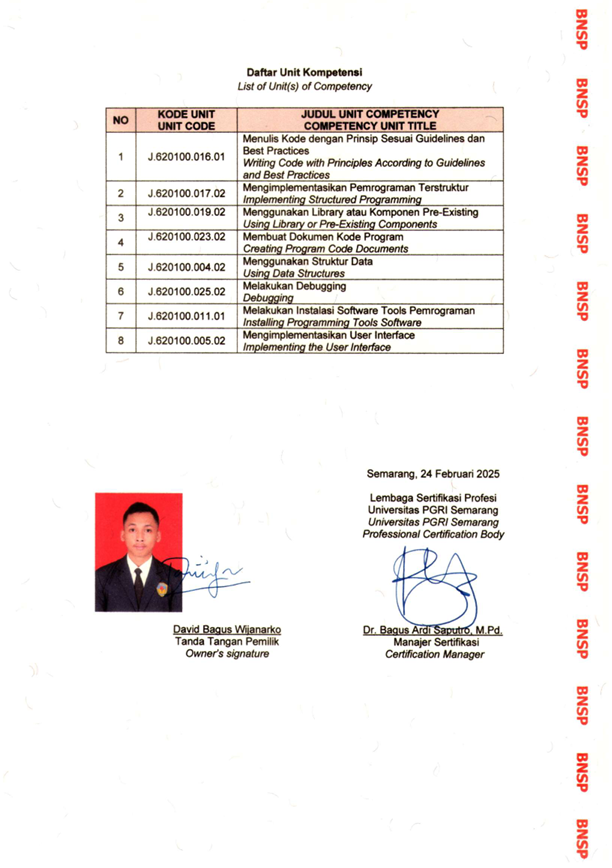 Daftar Unit Kompetensi
List of Unit(s) of Competency
NO
KODE UNIT
UNIT CODE
JUDUL UNIT COMPETENCY
COMPETENCY UNIT TITLE
1
J.620100.016.01
Menulis Kode dengan Prinsip Sesuai Guidelines dan
Best Practices
Writing Code with Principles According to Guidelines
and Best Practices
2
J.620100.017.02
Mengimplementasikan Pemrograman Terstruktur
Implementing Structured Programming
3
J.620100.019.02
Menggunakan Library atau Komponen Pre-Existing
Using Library or Pre-Existing Components
4
J.620100.023.02
Membuat Dokumen Kode Program
Creating Program Code Documents
5
J.620100.004.02
Menggunakan Struktur Data
Using Data Structures
6
J.620100.025.02
Melakukan Debugging
Debugging
7
J.620100.011.01
Melakukan Instalasi Software Tools Pemrograman
Installing Programming Tools Software
8
J.620100.005.02
Mengimplementasikan User Interface
Implementing the User Interface
Semarang, 24 Februari 2025
Lembaga Sertifikasi Profesi
Universitas PGRI Semarang
Universitas PGRI Semarang
Professional Certification Body
David Bagus Wijanarko
Tanda Tangan Pemilik
Owner's signature
Dr. Bagus Ardi Saputro, M.Pd.
Manajer Sertifikasi
Certification Manager
BNSP
BNSP
BNSP
BNSP
BNSP
BNSP
BNSP
BNSP
BNSP
BNSP
BNSP
BNSP
BNSP